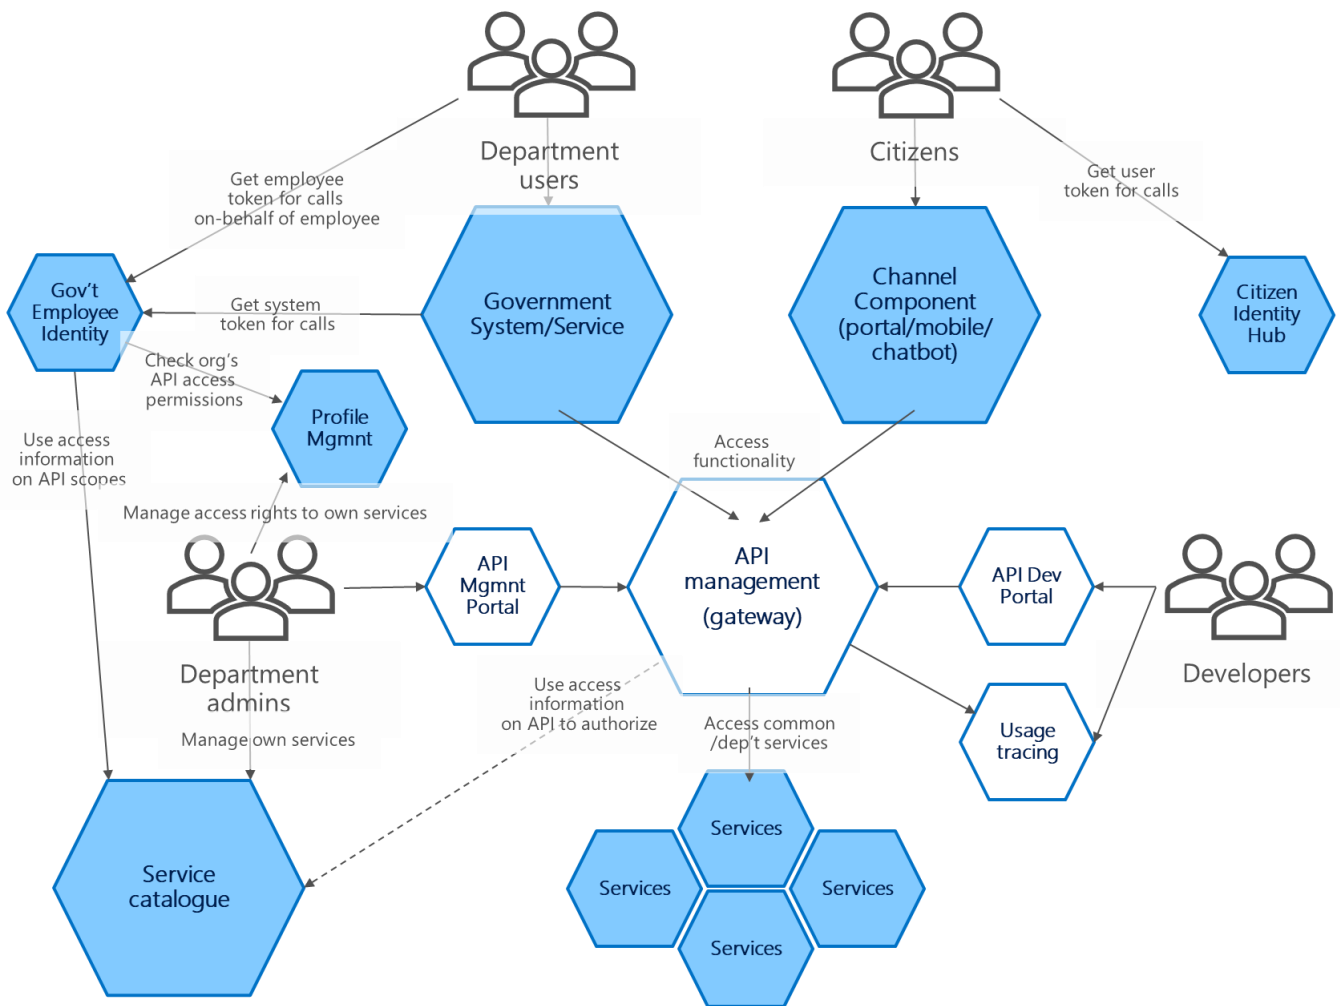 Department
users
Citizens
Get employee
token for calls
on-behalf of employee
Get user
token for calls
Gov't
Employee
Identity
Get system
token for calls
Government
System/Service
Channel
Component
(portal/mobile/
chatbot)
Citizen
Identity
Hub
Check org's
API access
permissions
Profile
Mgmnt
Use access
information
on API scopes
Access
functionality
Manage access rights to own services
API
Mgmnt
Portal
API
management
(gateway)
API Dev
Portal
Department
admins
Developers
Use access
information
on API to authorize
Manage own services
Access common
/dep't services
Usage
tracing
Service
catalogue
Services
Services
Services
Services